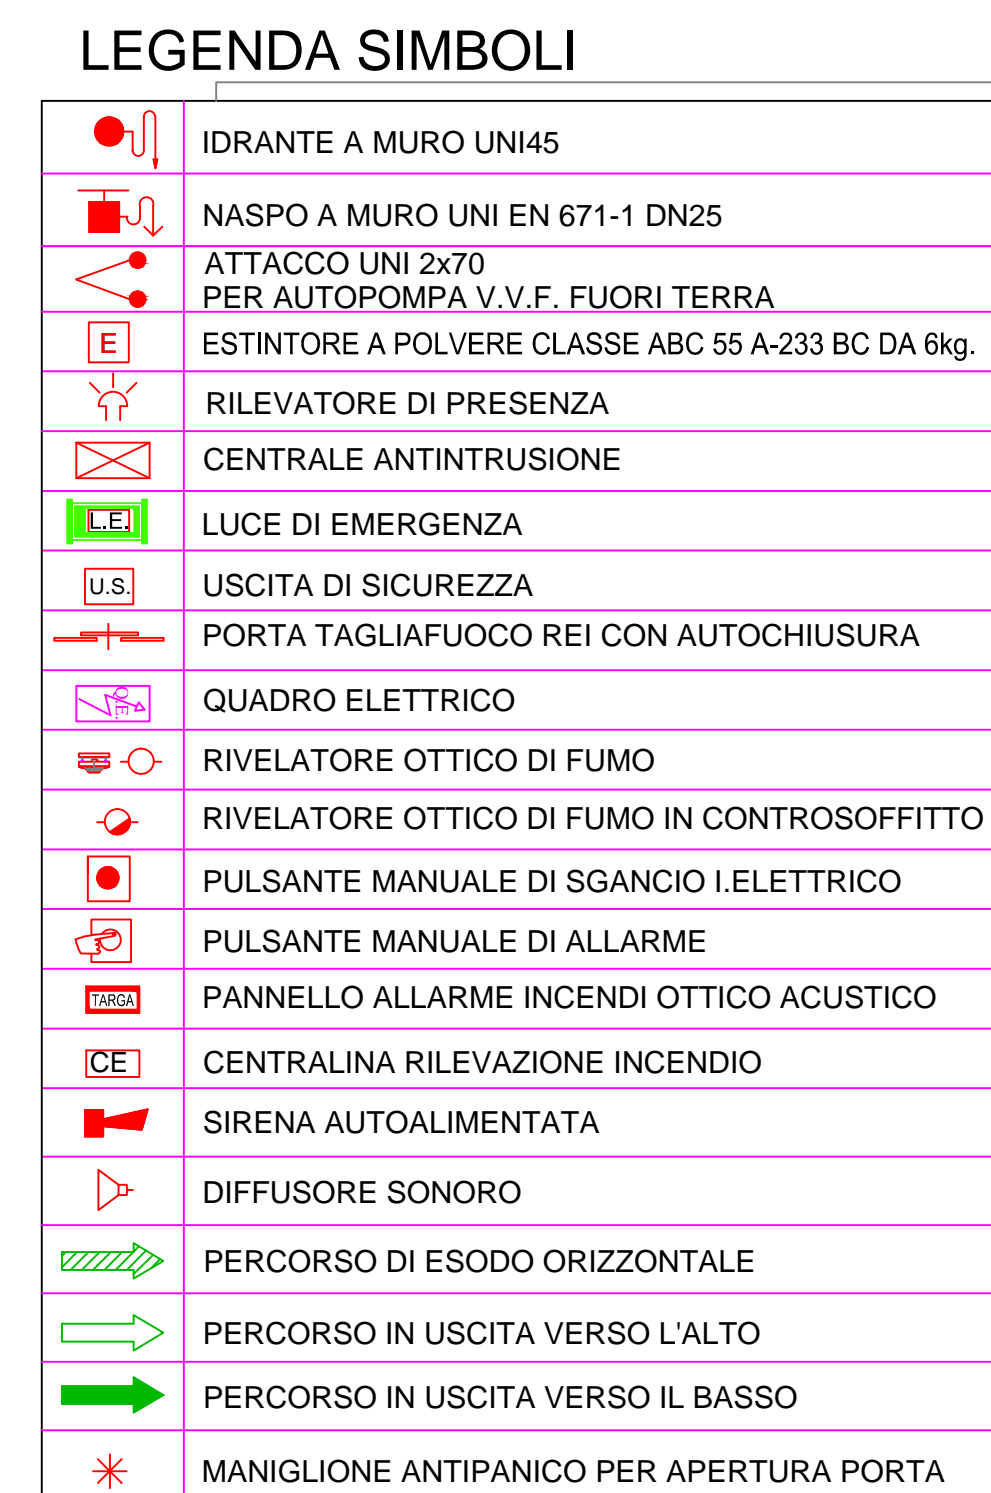 LEGENDA SIMBOLI
IDRANTE A MURO UNI45
NASPO A MURO UNI EN 671-1 DN25
ATTACCO UNI 2x70
PER AUTOPOMPA V.V.F. FUORI TERRA
E ESTINTORE A POLVERE CLASSE ABC 55 A-233 BC DA 6kg.
RILEVATORE DI PRESENZA
CENTRALE ANTINTRUSIONE
L.E. LUCE DI EMERGENZA
U.S. USCITA DI SICUREZZA
PORTA TAGLIAFUOCO REI CON AUTOCHIUSURA
Q.E. QUADRO ELETTRICO
RIVELATORE OTTICO DI FUMO
RIVELATORE OTTICO DI FUMO IN CONTROSOFFITTO
PULSANTE MANUALE DI SGANCIO I.ELETTRICO
PULSANTE MANUALE DI ALLARME
TARGA PANNELLO ALLARME INCENDI OTTICO ACUSTICO
CE CENTRALINA RILEVAZIONE INCENDIO
SIRENA AUTOALIMENTATA
DIFFUSORE SONORO
PERCORSO DI ESODO ORIZZONTALE
PERCORSO IN USCITA VERSO L'ALTO
PERCORSO IN USCITA VERSO IL BASSO
MANIGLIONE ANTIPANICO PER APERTURA PORTA